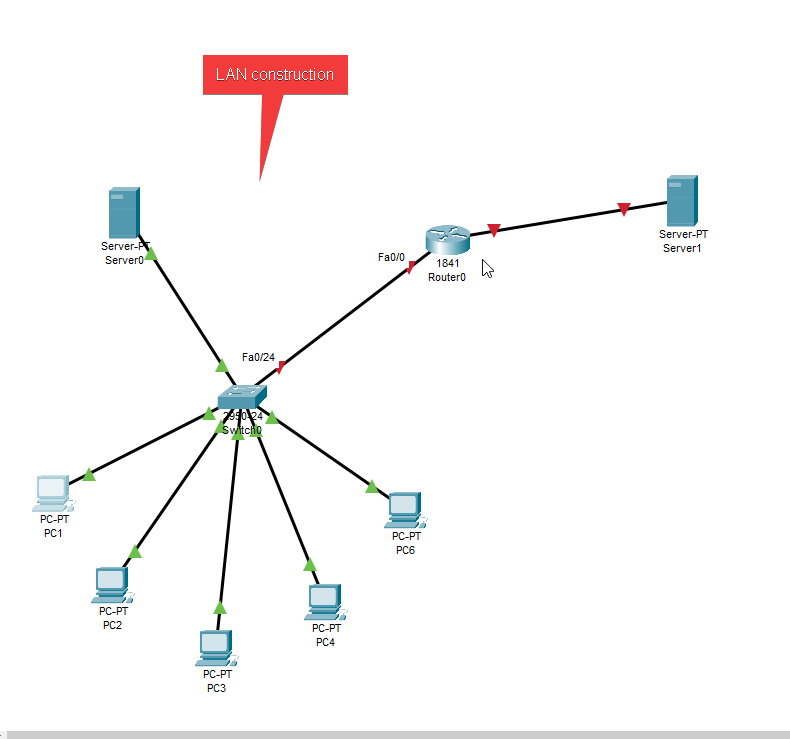 LAN construction
Server-PT
Server0
Server-PT
Server1
Fa0/0
1841
Router0
Fa0/24
2950-24
Switch0
PC-PT
PC1
PC-PT
PC6
PC-PT
PC2
PC-PT
PC4
PC-PT
PC3